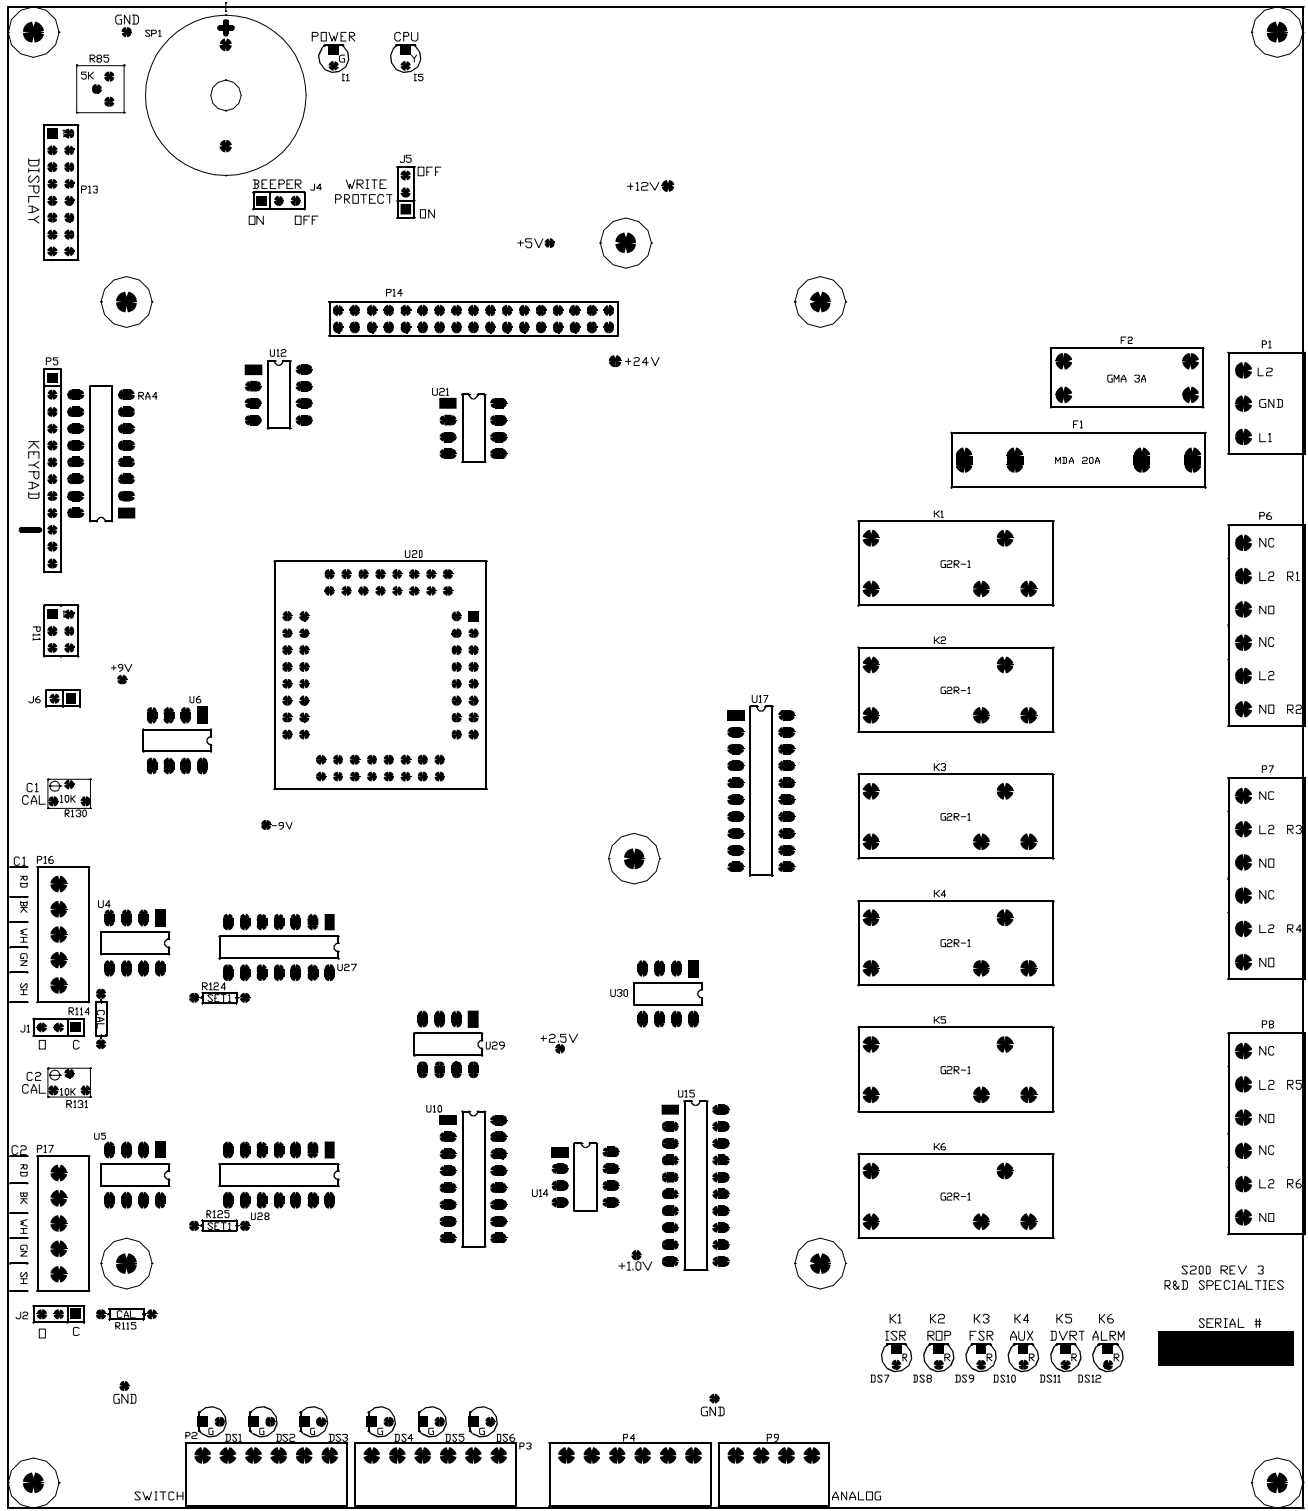 GND
SP1
POWER
CPU
G
Y
I1
I5
R85
5K
DISPLAY
P13
BEEPER
J4
ON OFF
WRITE
PROTECT
J5
OFF
ON
+12V
+5V
P14
+24V
U12
U21
P5
RA4
KEYPAD
F2
GMA 3A
F1
MDA 20A
P1
L2
GND
L1
K1
G2R-1
K2
G2R-1
K3
G2R-1
K4
G2R-1
K5
G2R-1
K6
G2R-1
P6
NC
L2 R1
NO
NC
L2
NO R2
P7
NC
L2 R3
NO
NC
L2 R4
NO
P8
NC
L2 R5
NO
NC
L2 R6
NO
U20
P11
+9V
J6
U6
U17
C1
CAL
10K
R130
-9V
C1 P16
RD
BK
WH
GN
SH
U4
U27
R124
SET1
R114
CAL
J1
O C
C2
CAL
10K
R131
U30
U29
+2.5V
U10
U15
U14
+1.0V
C2 P17
RD
BK
WH
GN
SH
U5
R125
SET1
U28
J2
O C
CAL
R115
S200 REV 3
R&D SPECIALTIES
SERIAL #
K1 K2 K3 K4 K5 K6
ISR ROP FSR AUX DVRT ALRM
R R R R R R
DS7 DS8 DS9 DS10 DS11 DS12
GND
GND
G G G G G G
P2 DS1 DS2 DS3 DS4 DS5 DS6 P3
P4
P9
SWITCH
ANALOG